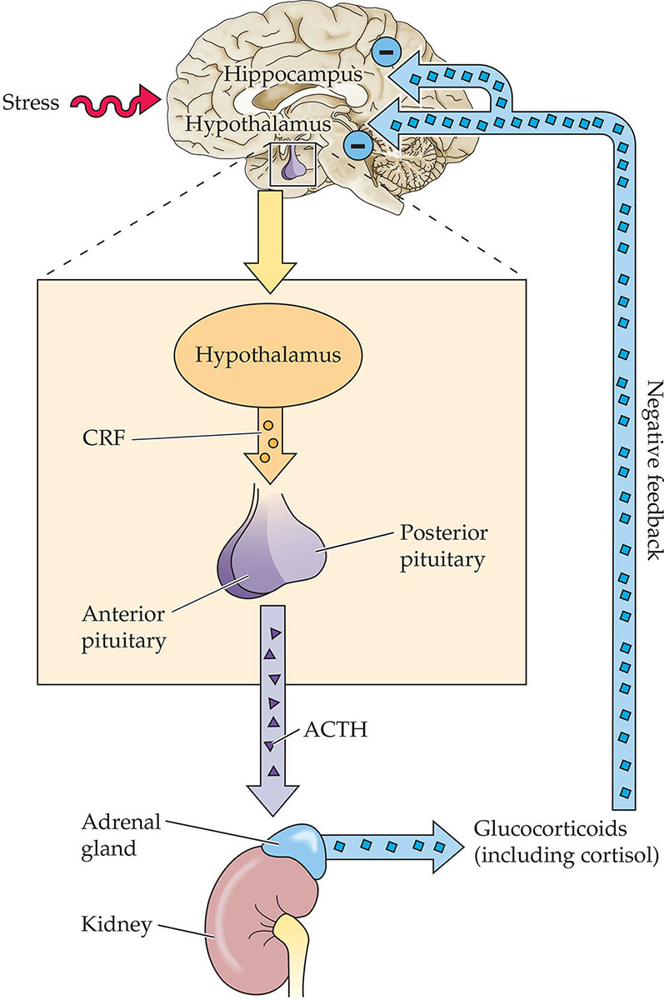 Hippocampus
Stress
Hypothalamus
−
−
Hypothalamus
CRF
Posterior
pituitary
Anterior
pituitary
Negative feedback
ACTH
Adrenal
gland
Glucocorticoids
(including cortisol)
Kidney